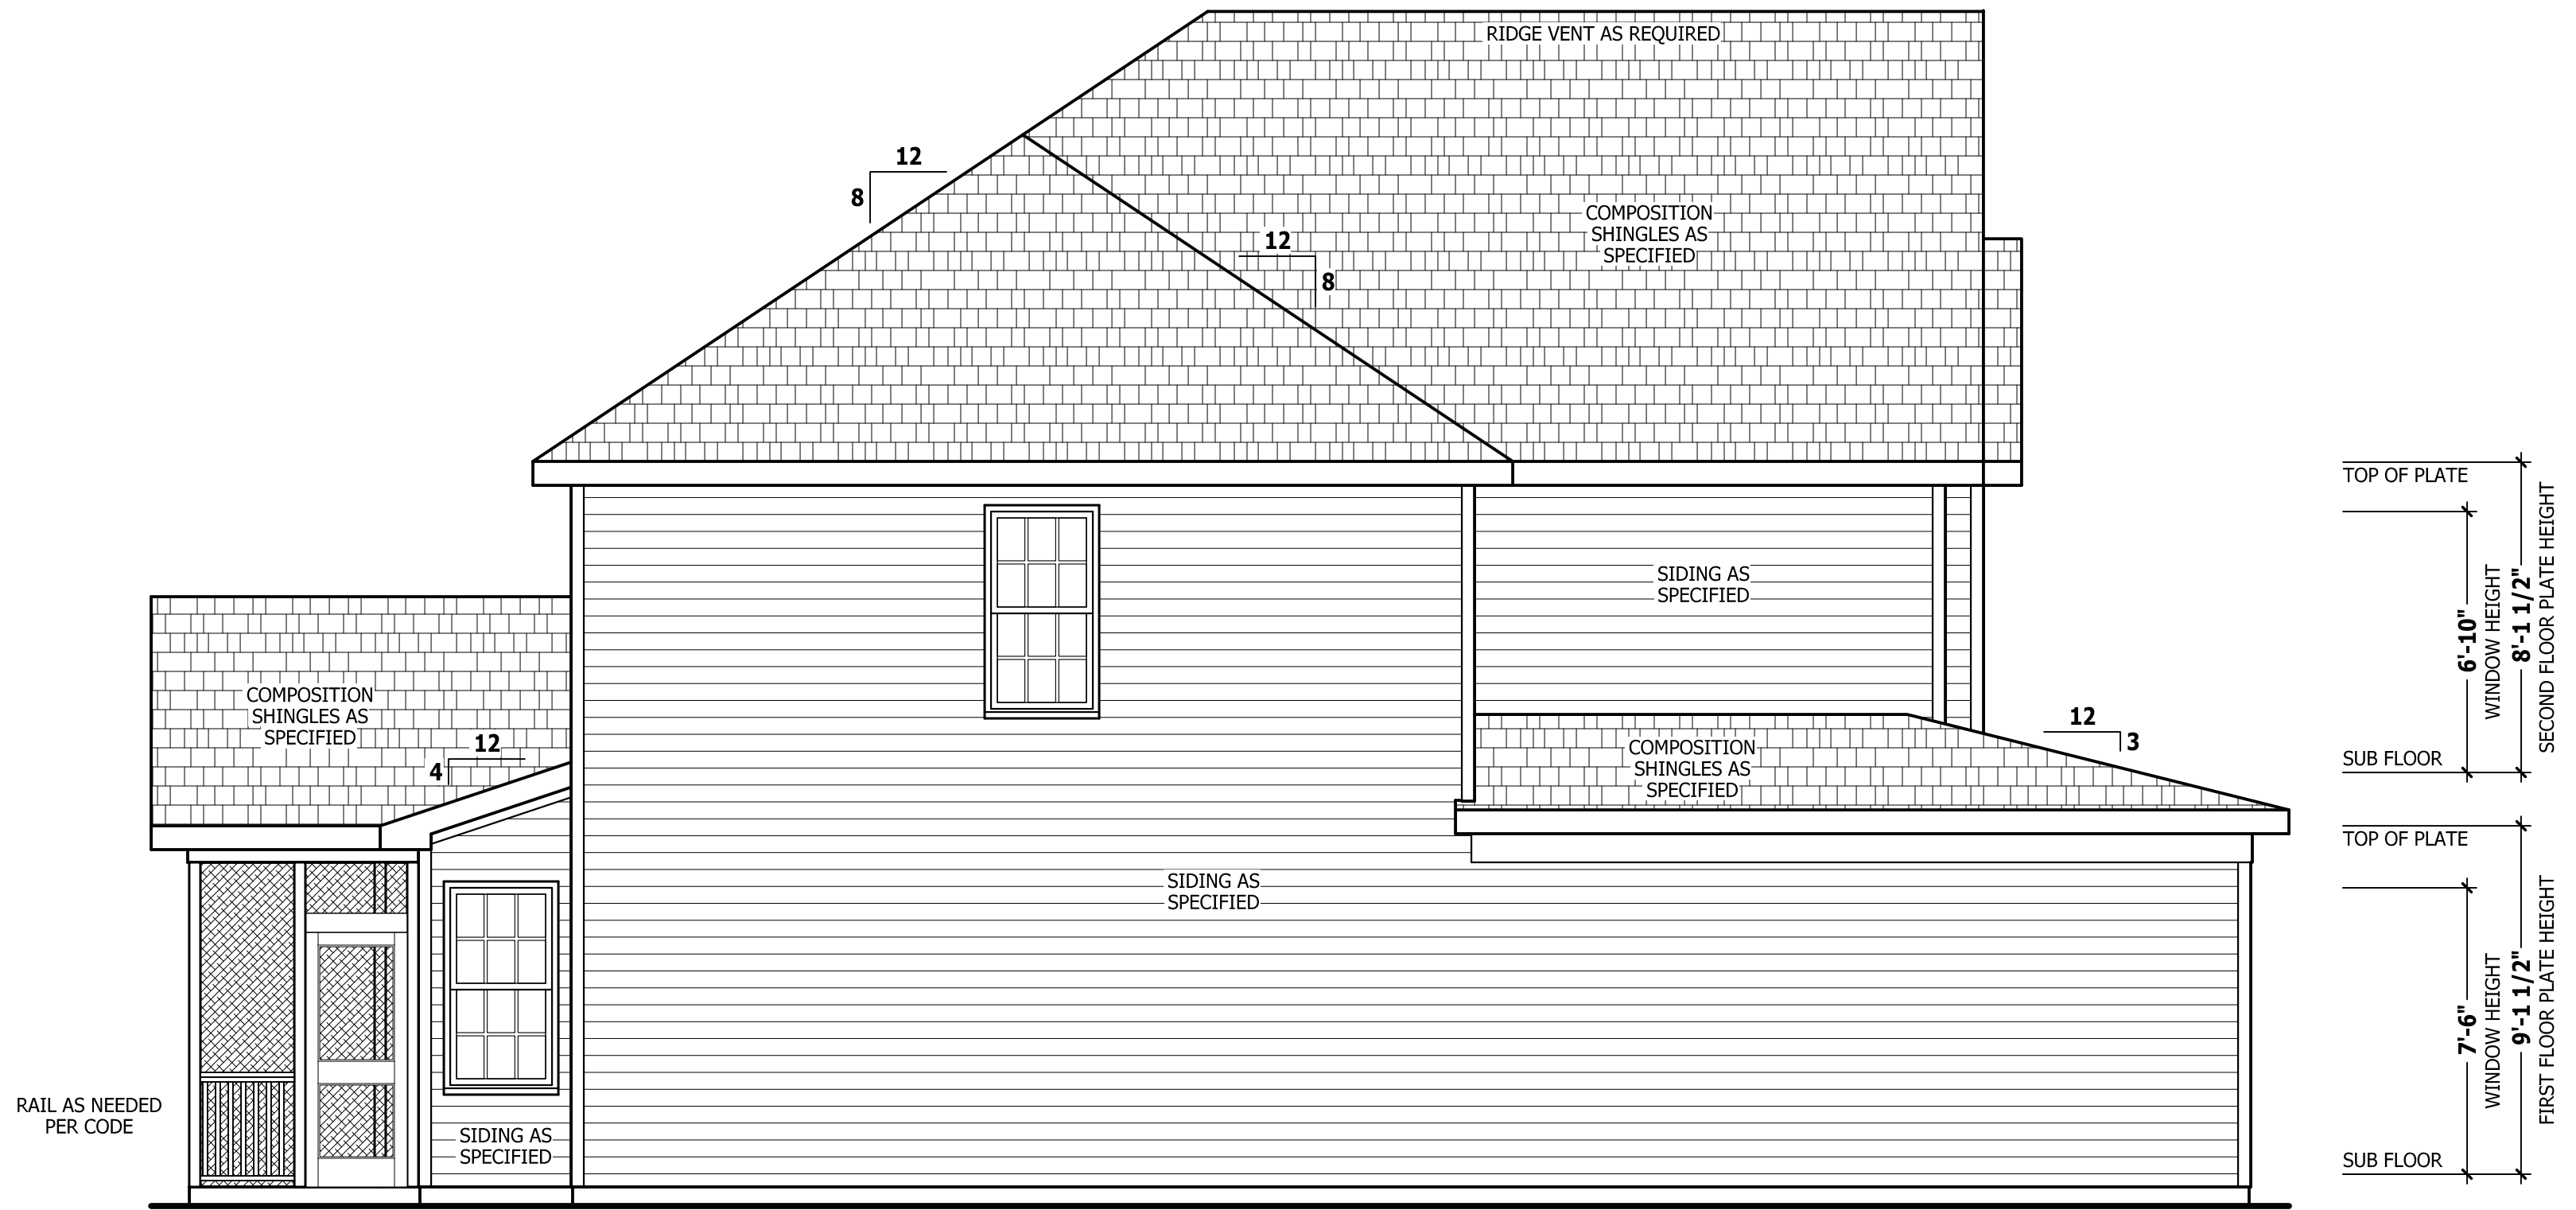 RIDGE VENT AS REQUIRED
12
8
COMPOSITION
SHINGLES AS
SPECIFIED
12
8
TOP OF PLATE
6'-10"
WINDOW HEIGHT
8'-1 1/2"
SECOND FLOOR PLATE HEIGHT
SUB FLOOR
SIDING AS
SPECIFIED
COMPOSITION
SHINGLES AS
SPECIFIED
12
4
COMPOSITION
SHINGLES AS
SPECIFIED
12
3
TOP OF PLATE
7'-6"
WINDOW HEIGHT
9'-1 1/2"
FIRST FLOOR PLATE HEIGHT
SUB FLOOR
SIDING AS
SPECIFIED
RAIL AS NEEDED
PER CODE
SIDING AS
SPECIFIED